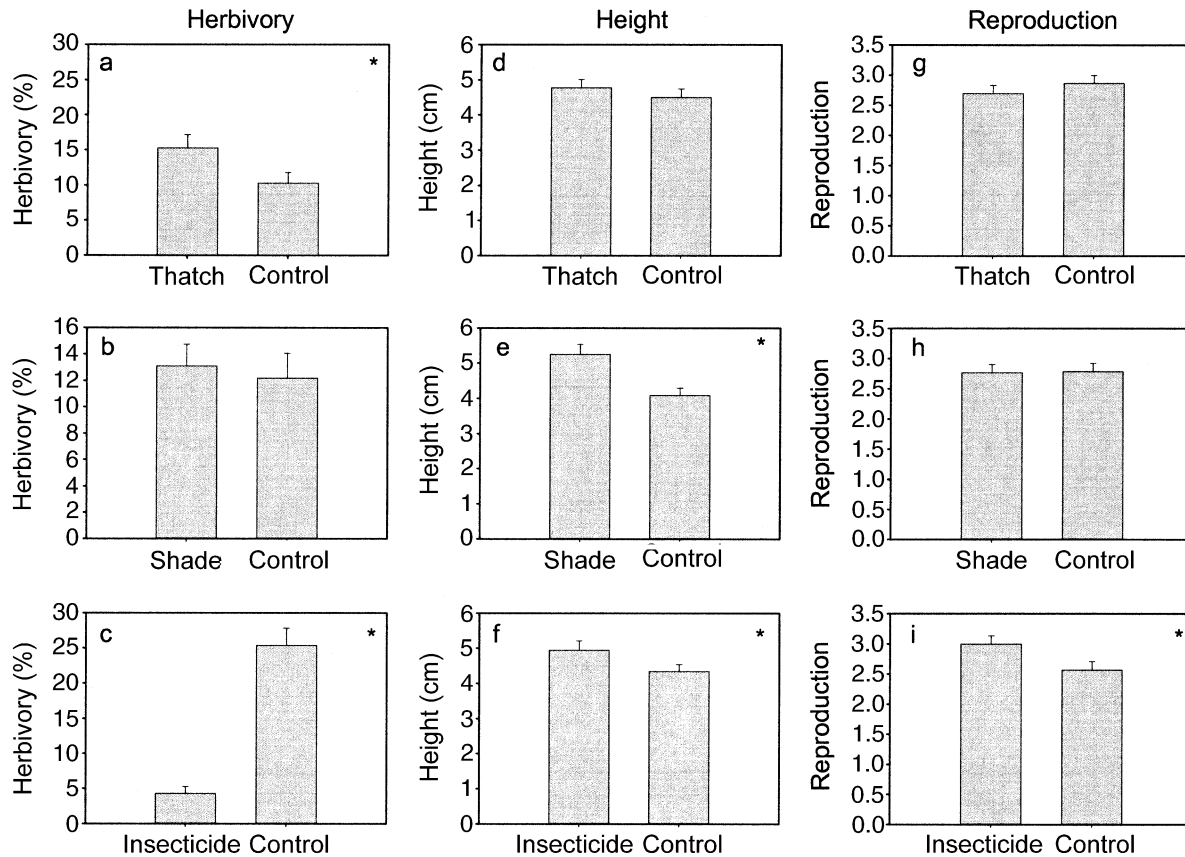 Herbivory
Height
Reproduction
a
*
Herbivory (%)
30
25
20
15
10
5
0
Thatch
Control
d
Height (cm)
6
5
4
3
2
1
0
Thatch
Control
g
Reproduction
3.5
3.0
2.5
2.0
1.5
1.0
0.5
0.0
Thatch
Control
b
Herbivory (%)
16
14
12
10
8
6
4
2
0
Shade
Control
e
*
Height (cm)
6
5
4
3
2
1
0
Shade
Control
h
Reproduction
3.5
3.0
2.5
2.0
1.5
1.0
0.5
0.0
Shade
Control
c
*
Herbivory (%)
30
25
20
15
10
5
0
Insecticide
Control
f
*
Height (cm)
6
5
4
3
2
1
0
Insecticide
Control
i
*
Reproduction
3.5
3.0
2.5
2.0
1.5
1.0
0.5
0.0
Insecticide
Control